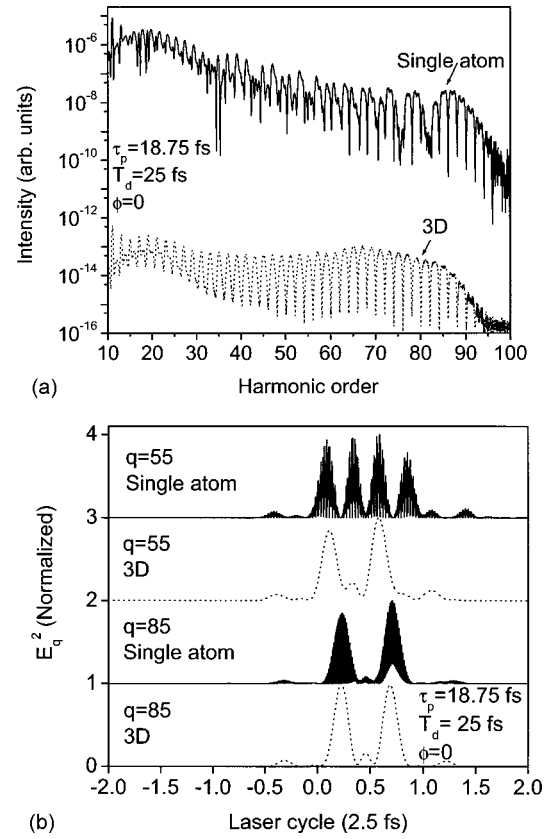 10⁻⁶
10⁻⁸
10⁻¹⁰
10⁻¹²
10⁻¹⁴
10⁻¹⁶
Intensity (arb. units)
Single atom
τp=18.75 fs
Td=25 fs
ϕ=0
3D
10 20 30 40 50 60 70 80 90 100
Harmonic order
(a)
4
3
2
1
0
E_q² (Normalized)
q=55
Single atom
q=55
3D
q=85
Single atom
q=85
3D
τp=18.75 fs
Td= 25 fs
ϕ=0
-2.0 -1.5 -1.0 -0.5 0.0 0.5 1.0 1.5 2.0
Laser cycle (2.5 fs)
(b)